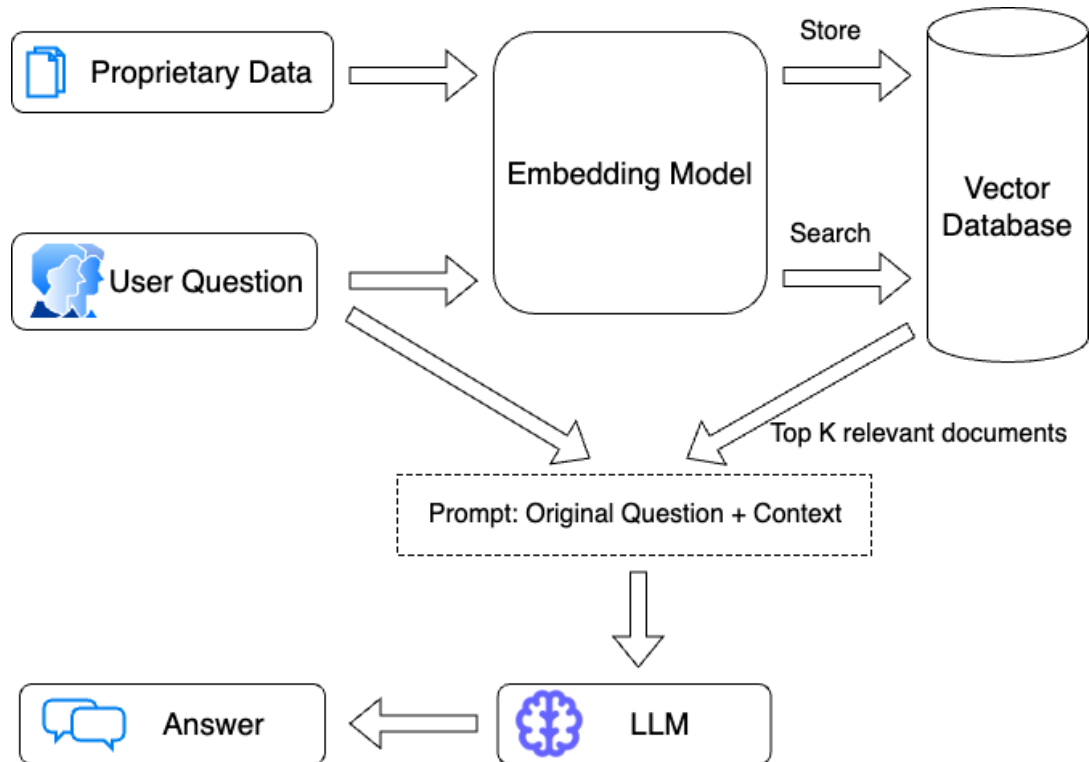 Proprietary Data
Store
Embedding Model
Vector
Database
User Question
Search
Top K relevant documents
Prompt: Original Question + Context
Answer
LLM